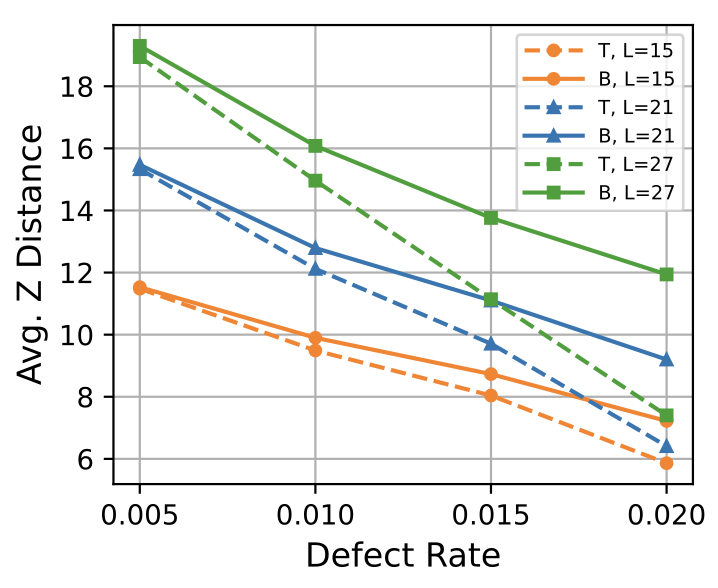 T, L=15
B, L=15
T, L=21
B, L=21
T, L=27
B, L=27
18
16
14
12
10
8
6
Avg. Z Distance
0.005 0.010 0.015 0.020
Defect Rate